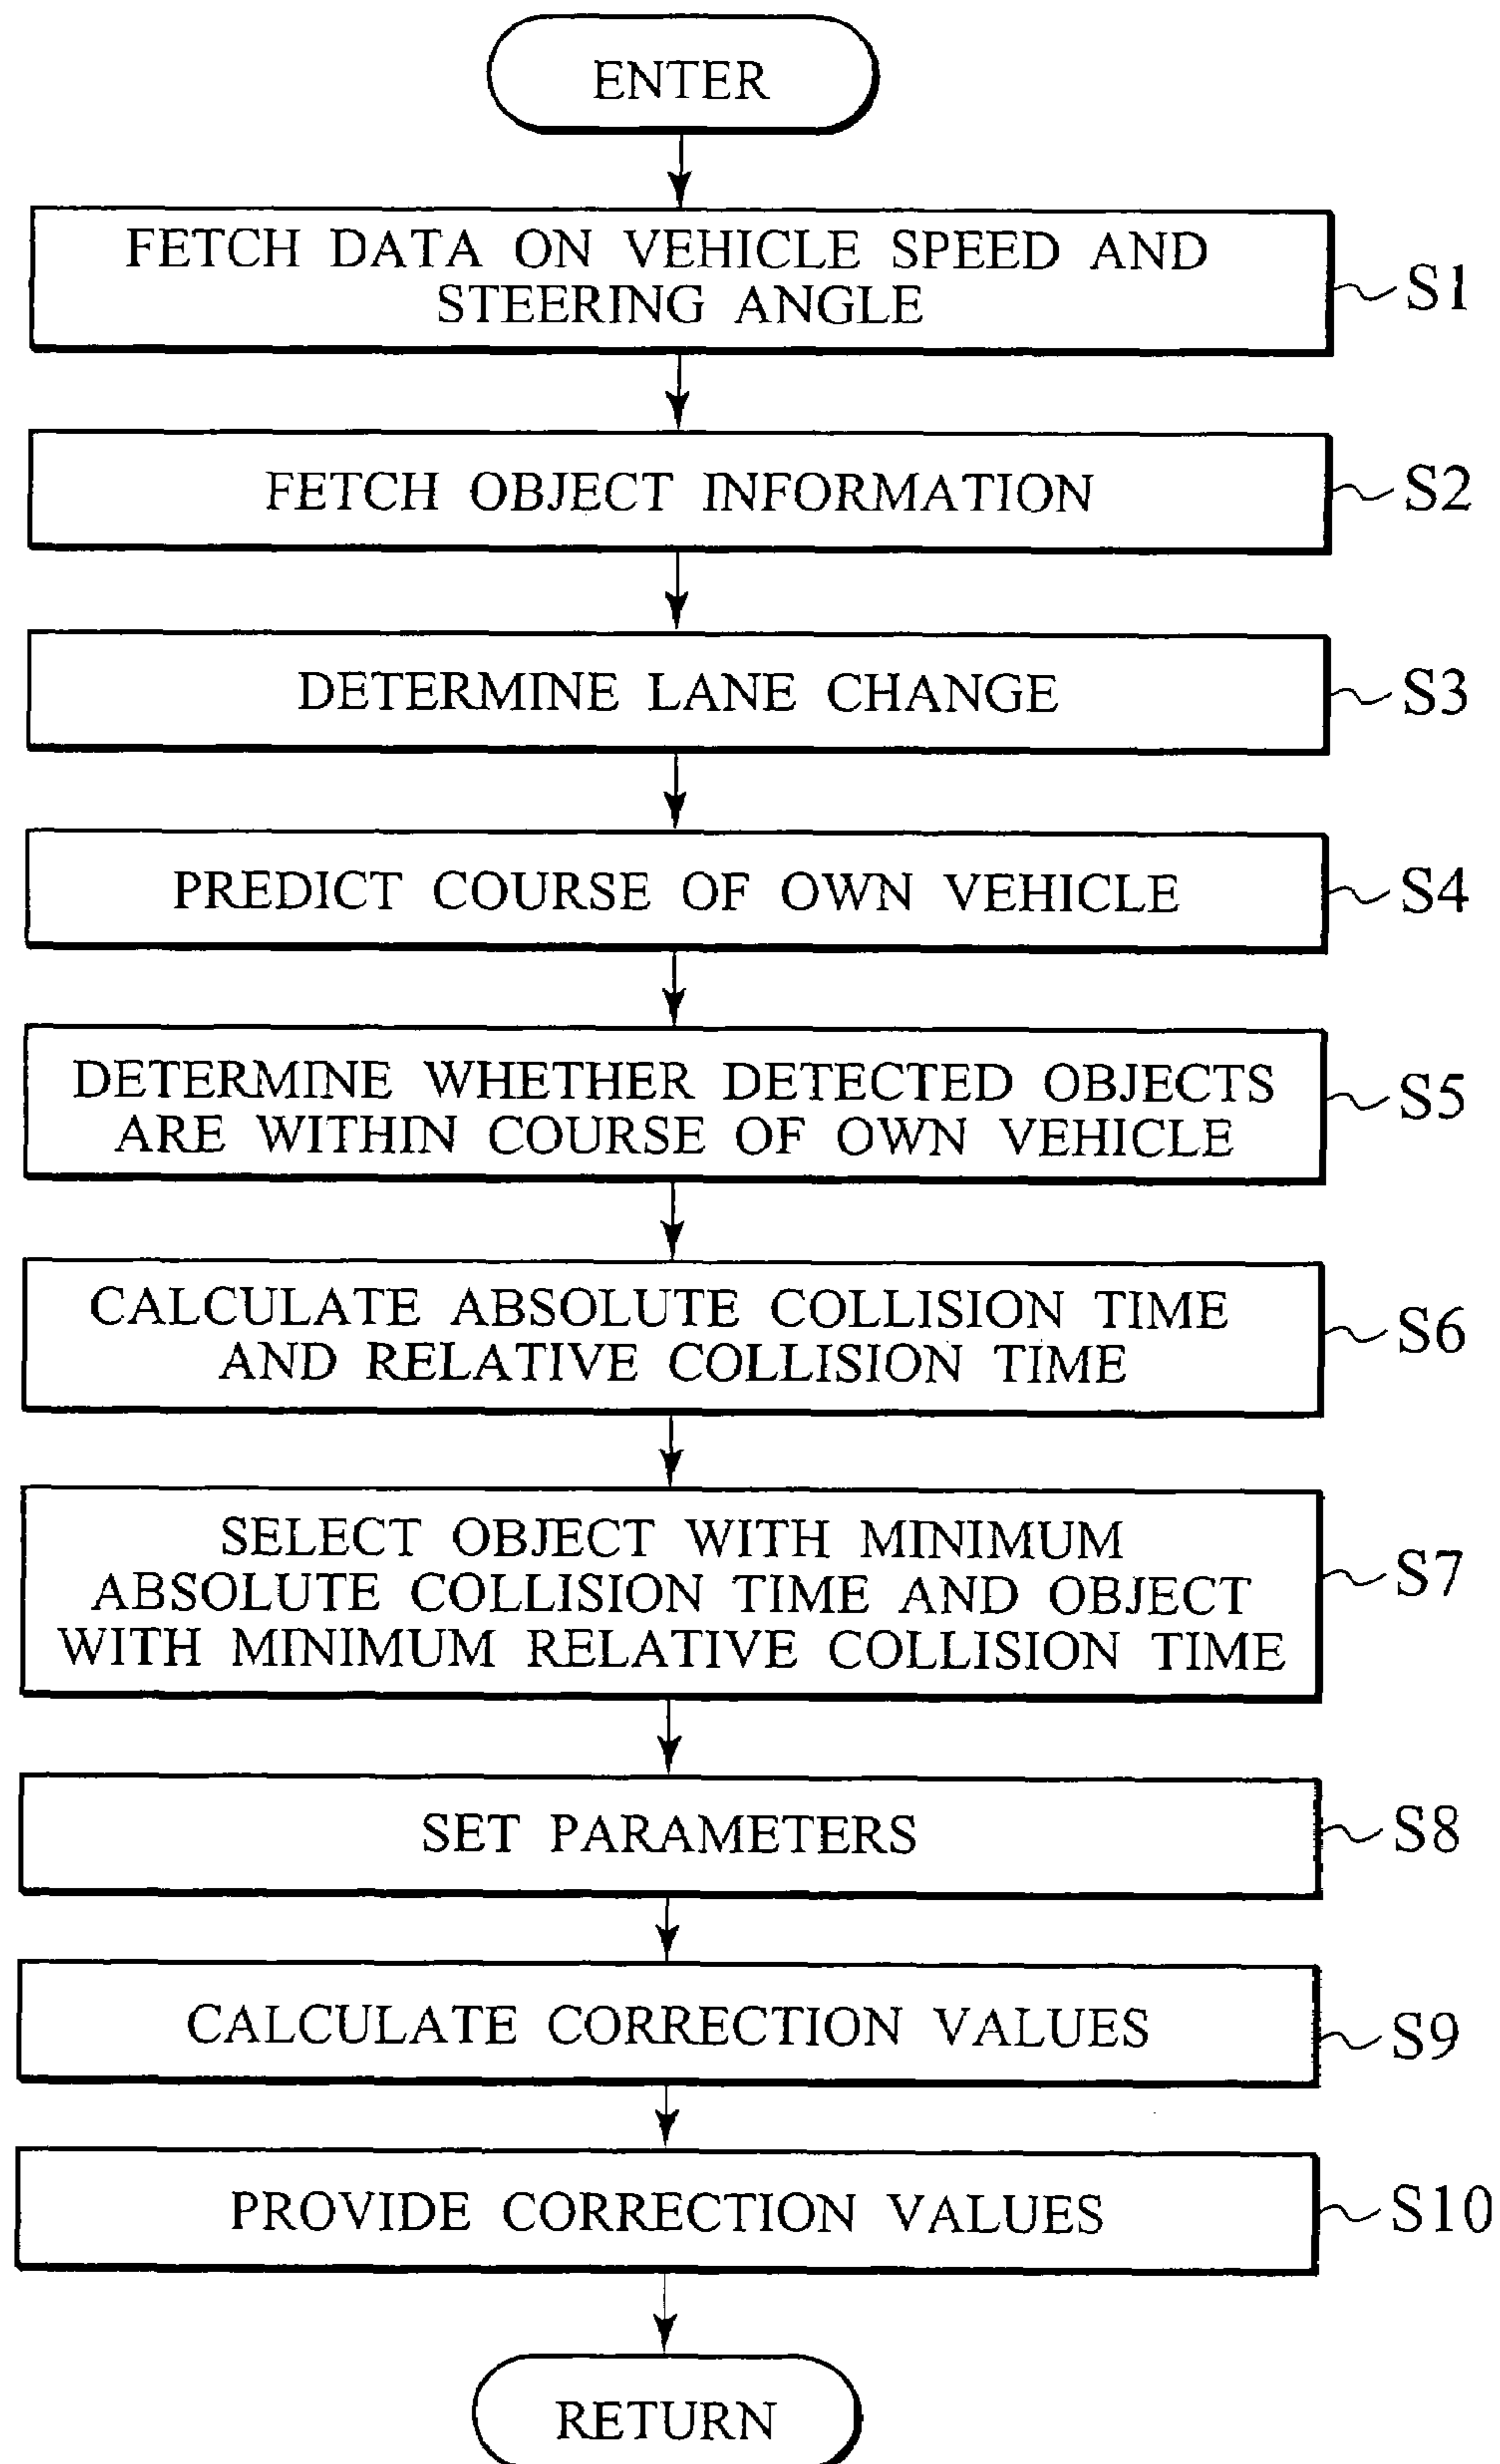 ENTER
FETCH DATA ON VEHICLE SPEED AND
STEERING ANGLE
S1
FETCH OBJECT INFORMATION
S2
DETERMINE LANE CHANGE
S3
PREDICT COURSE OF OWN VEHICLE
S4
DETERMINE WHETHER DETECTED OBJECTS
ARE WITHIN COURSE OF OWN VEHICLE
S5
CALCULATE ABSOLUTE COLLISION TIME
AND RELATIVE COLLISION TIME
S6
SELECT OBJECT WITH MINIMUM
ABSOLUTE COLLISION TIME AND OBJECT
WITH MINIMUM RELATIVE COLLISION TIME
S7
SET PARAMETERS
S8
CALCULATE CORRECTION VALUES
S9
PROVIDE CORRECTION VALUES
S10
RETURN